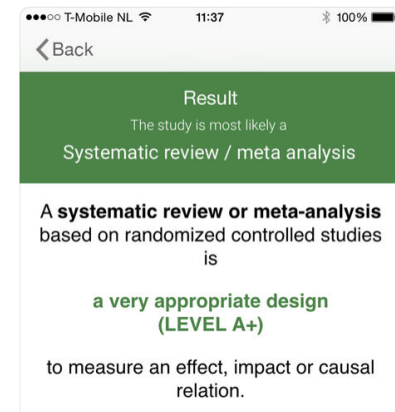 T-Mobile NL 11:37 100%
Back
Result
The study is most likely a
Systematic review / meta analysis
A systematic review or meta-analysis
based on randomized controlled studies
is
a very appropriate design
(LEVEL A+)
to measure an effect, impact or causal
relation.